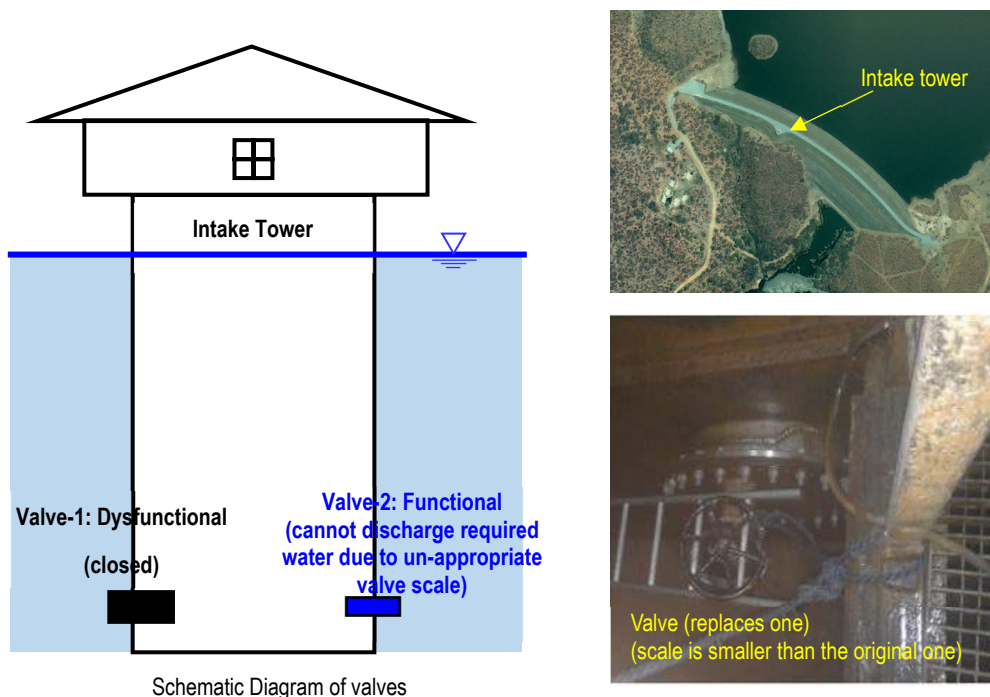 Intake Tower
Valve-1: Dysfunctional
(closed)
Valve-2: Functional
(cannot discharge required
water due to un-appropriate
valve scale)
Schematic Diagram of valves
Intake tower
Valve (replaces one)
(scale is smaller than the original one)